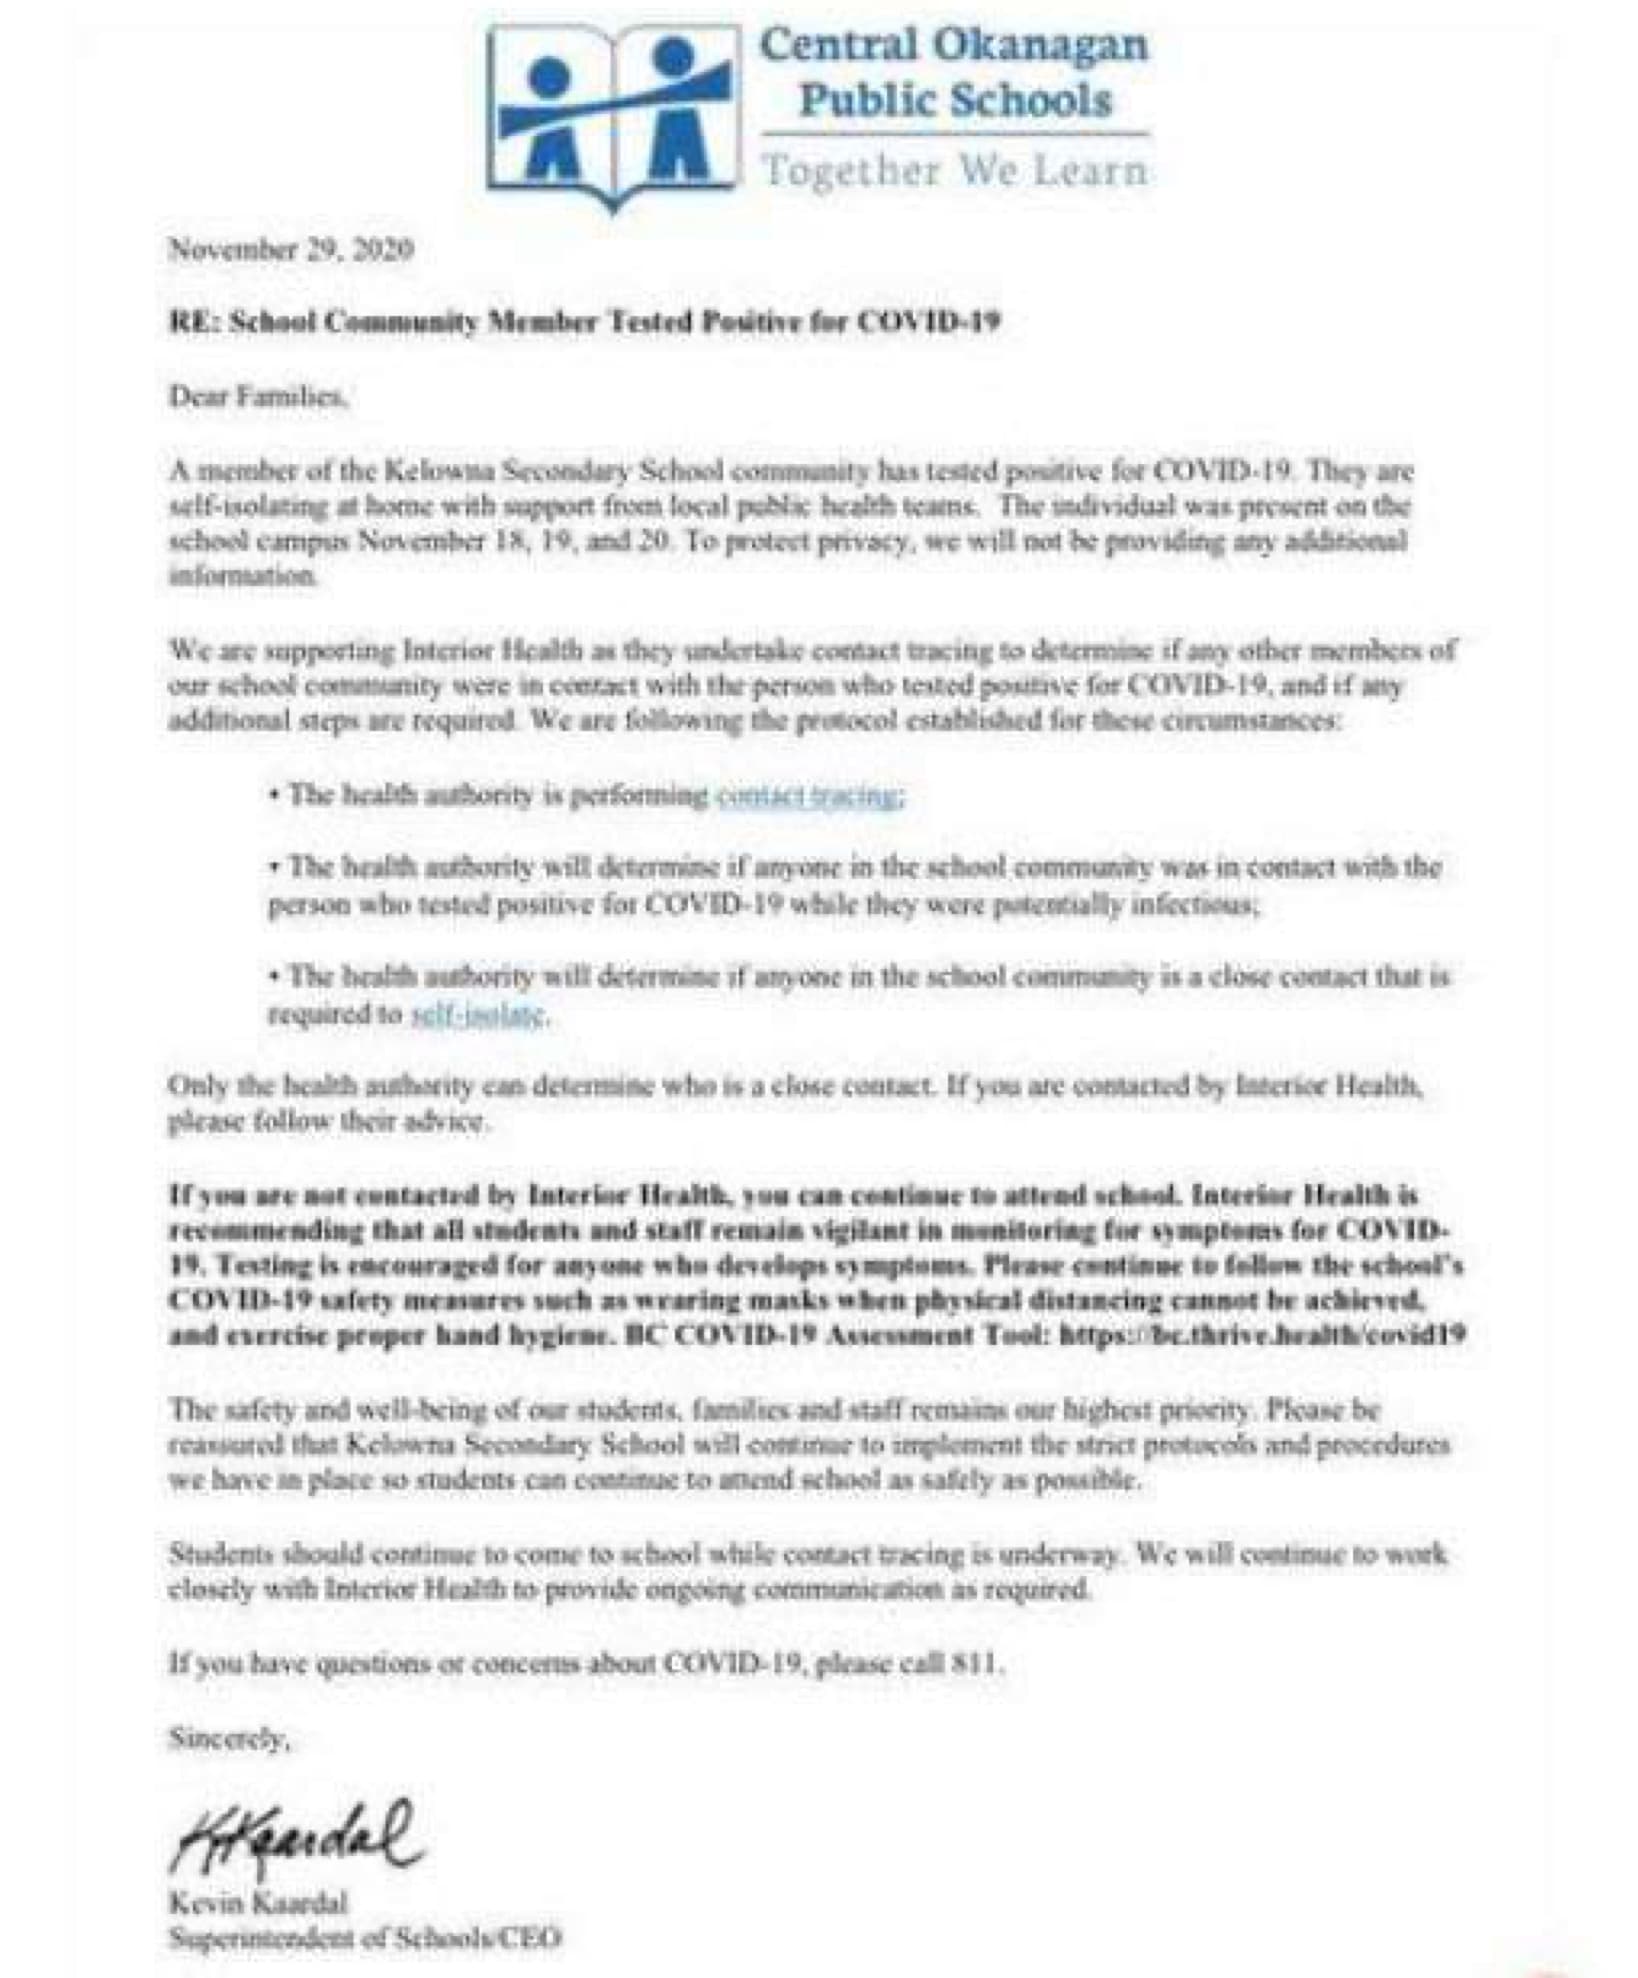 Central Okanagan
Public Schools
Together We Learn
November 29, 2020
RE: School Community Member Tested Positive for COVID-19
Dear Families,
A member of the Kelowna Secondary School community has tested positive for COVID-19. They are
self-isolating at home with support from local public health teams. The individual was present on the
school campus November 18, 19, and 20. To protect privacy, we will not be providing any additional
information.
We are supporting Interior Health as they undertake contact tracing to determine if any other members of
our school community were in contact with the person who tested positive for COVID-19, and if any
additional steps are required. We are following the protocol established for these circumstances:
• The health authority is performing contact tracing;
• The health authority will determine if anyone in the school community was in contact with the
person who tested positive for COVID-19 while they were potentially infectious;
• The health authority will determine if anyone in the school community is a close contact that is
required to self-isolate.
Only the health authority can determine who is a close contact. If you are contacted by Interior Health,
please follow their advice.
If you are not contacted by Interior Health, you can continue to attend school. Interior Health is
recommending that all students and staff remain vigilant in monitoring for symptoms for COVID-
19. Testing is encouraged for anyone who develops symptoms. Please continue to follow the school's
COVID-19 safety measures such as wearing masks when physical distancing cannot be achieved,
and exercise proper hand hygiene. BC COVID-19 Assessment Tool: https://bc.thrive.health/covid19
The safety and well-being of our students, families and staff remains our highest priority. Please be
reassured that Kelowna Secondary School will continue to implement the strict protocols and procedures
we have in place so students can continue to attend school as safely as possible.
Students should continue to come to school while contact tracing is underway. We will continue to work
closely with Interior Health to provide ongoing communication as required.
If you have questions or concerns about COVID-19, please call 811.
Sincerely,
KKaardal
Kevin Kaardal
Superintendent of Schools/CEO